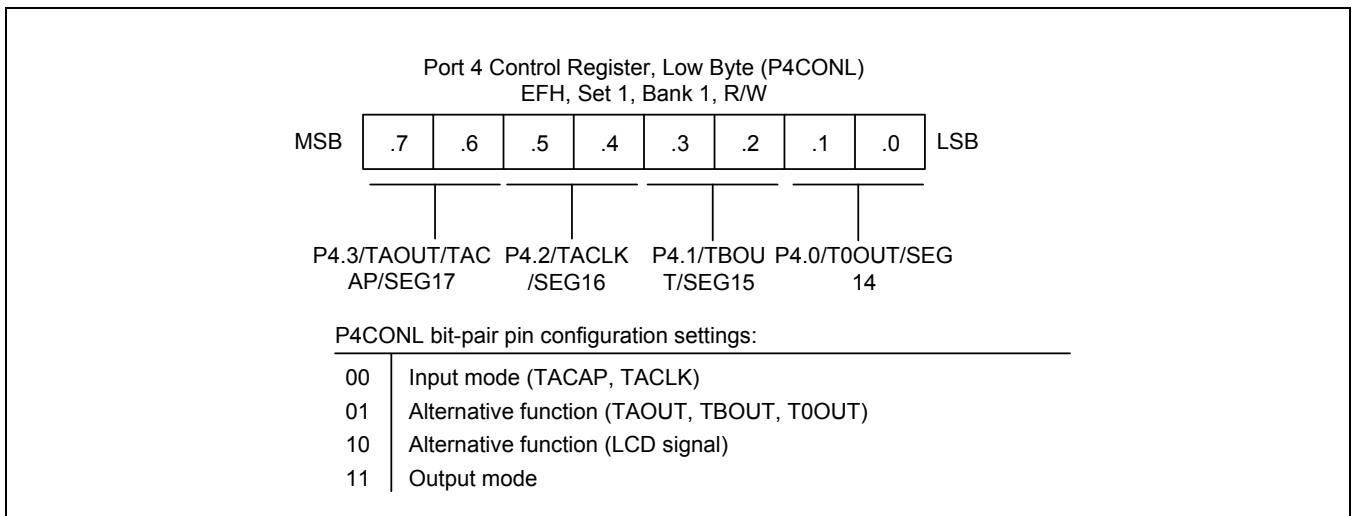 Port 4 Control Register, Low Byte (P4CONL)
EFH, Set 1, Bank 1, R/W
MSB .7 .6 .5 .4 .3 .2 .1 .0 LSB
P4.3/TAOUT/TAC P4.2/TACLK P4.1/TBOU P4.0/T0OUT/SEG
AP/SEG17 /SEG16 T/SEG15 14
P4CONL bit-pair pin configuration settings:
00 Input mode (TACAP, TACLK)
01 Alternative function (TAOUT, TBOUT, T0OUT)
10 Alternative function (LCD signal)
11 Output mode